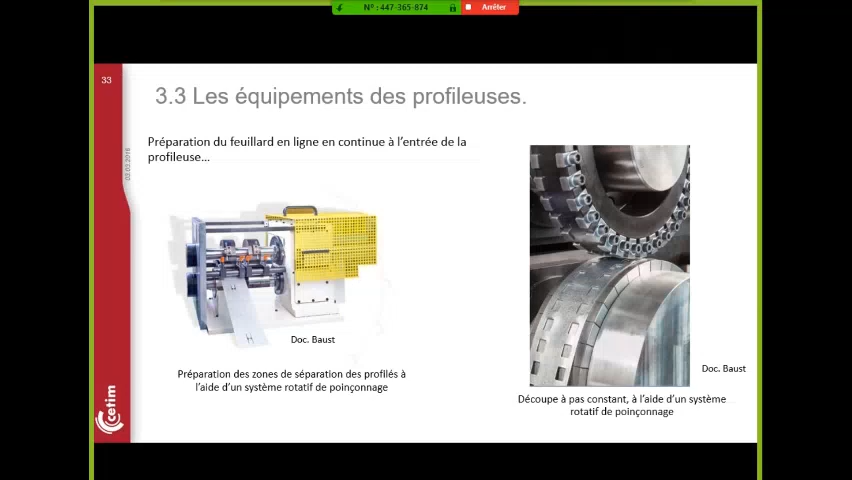 N° : 447-365-874
Arrêter
33
3.3 Les équipements des profileuses.
Préparation du feuillard en ligne en continue à l'entrée de la
profileuse...
Doc. Baust
Préparation des zones de séparation des profilés à
l'aide d'un système rotatif de poinçonnage
Doc. Baust
Découpe à pas constant, à l'aide d'un système
rotatif de poinçonnage
cetim